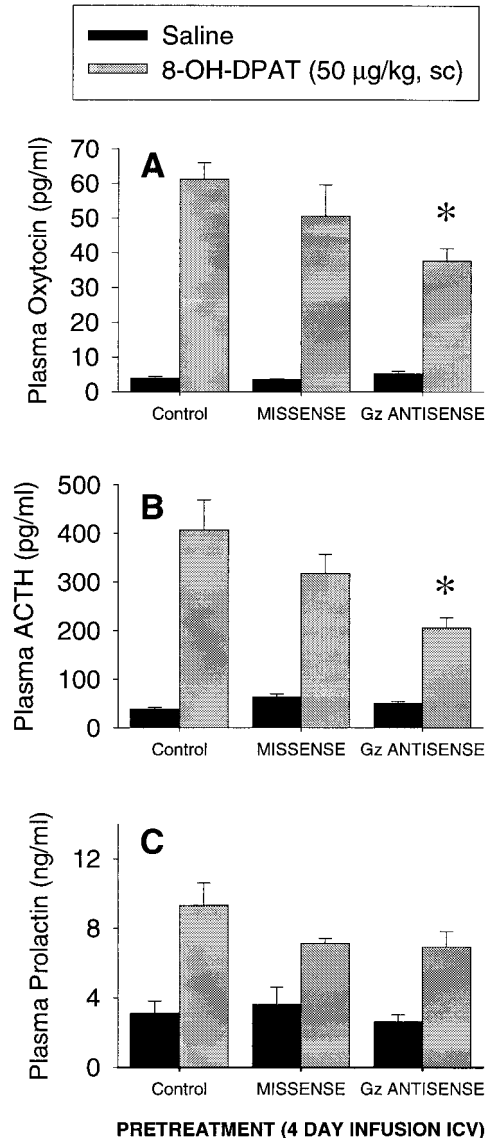 Saline
8-OH-DPAT (50 µg/kg, sc)
A
Plasma Oxytocin (pg/ml)
70
60
50
40
30
20
10
0
*
Control MISSENSE Gz ANTISENSE
B
Plasma ACTH (pg/ml)
500
400
300
200
100
0
*
Control MISSENSE Gz ANTISENSE
C
Plasma Prolactin (ng/ml)
12
8
4
0
Control MISSENSE Gz ANTISENSE
PRETREATMENT (4 DAY INFUSION ICV)